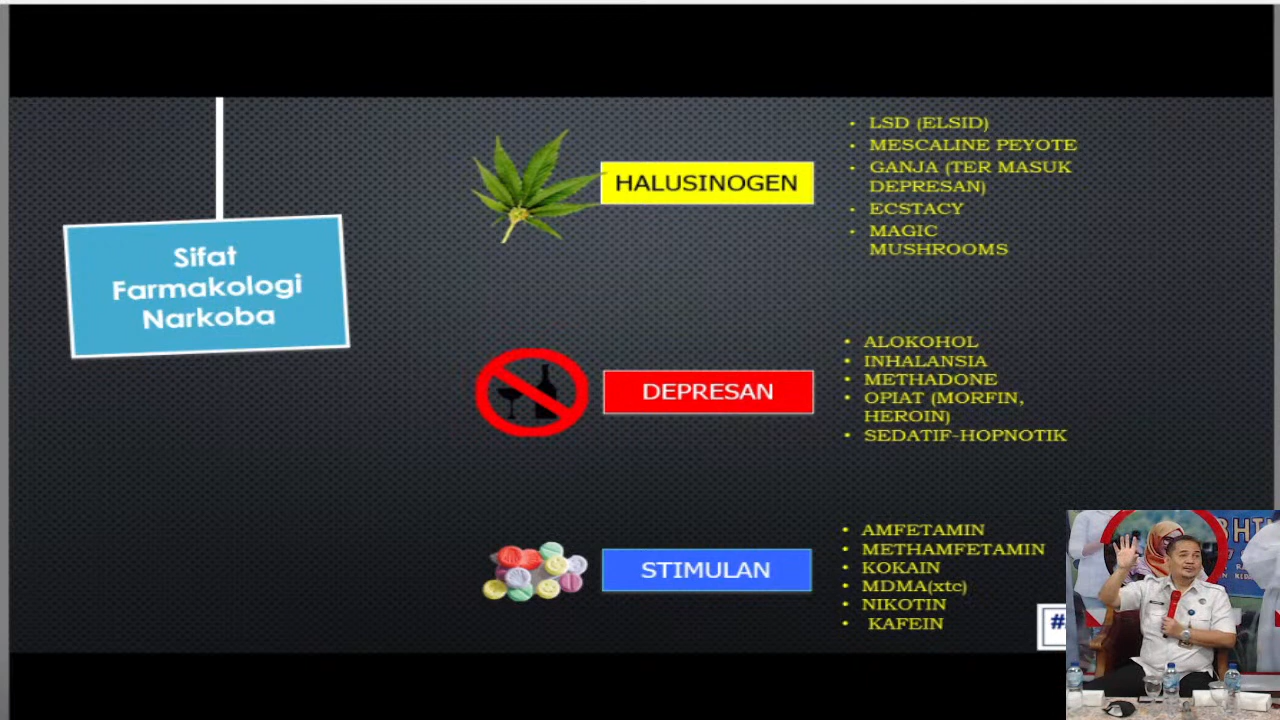 Sifat
Farmakologi
Narkoba
HALUSINOGEN
• LSD (ELSID)
• MESCALINE PEYOTE
• GANJA (TER MASUK
DEPRESAN)
• ECSTACY
• MAGIC
MUSHROOMS
DEPRESAN
• ALOKOHOL
• INHALANSIA
• METHADONE
• OPIAT (MORFIN,
HEROIN)
• SEDATIF-HOPNOTIK
STIMULAN
• AMFETAMIN
• METHAMFETAMIN
• KOKAIN
• MDMA(xtc)
• NIKOTIN
• KAFEIN
#